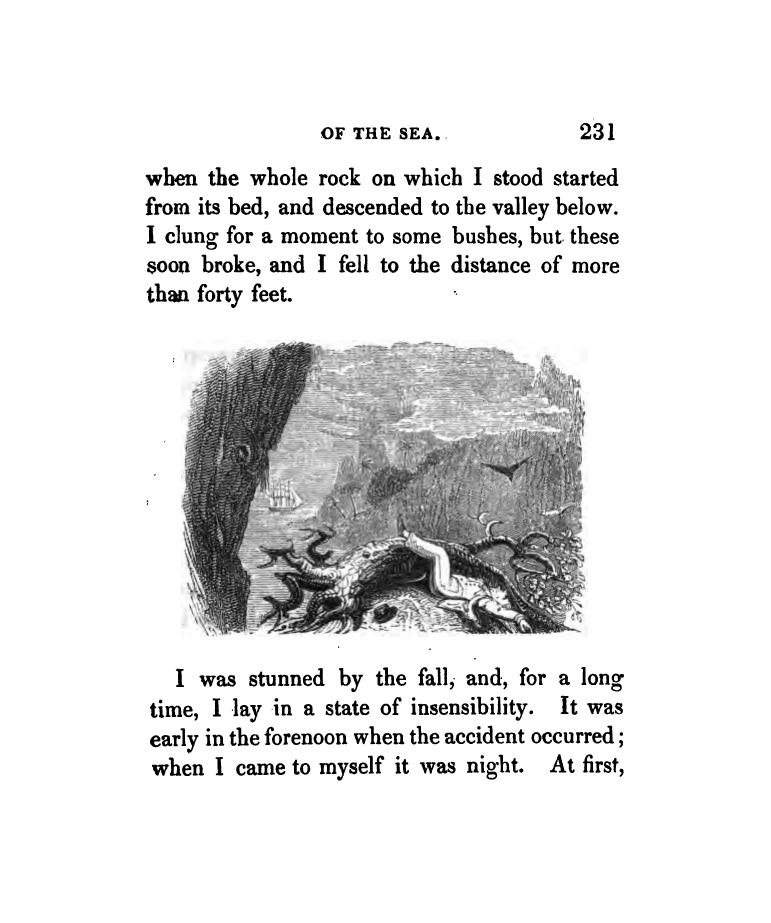 OF THE SEA. 231
when the whole rock on which I stood started
from its bed, and descended to the valley below.
I clung for a moment to some bushes, but these
soon broke, and I fell to the distance of more
than forty feet.
I was stunned by the fall, and, for a long
time, I lay in a state of insensibility. It was
early in the forenoon when the accident occurred;
when I came to myself it was night. At first,